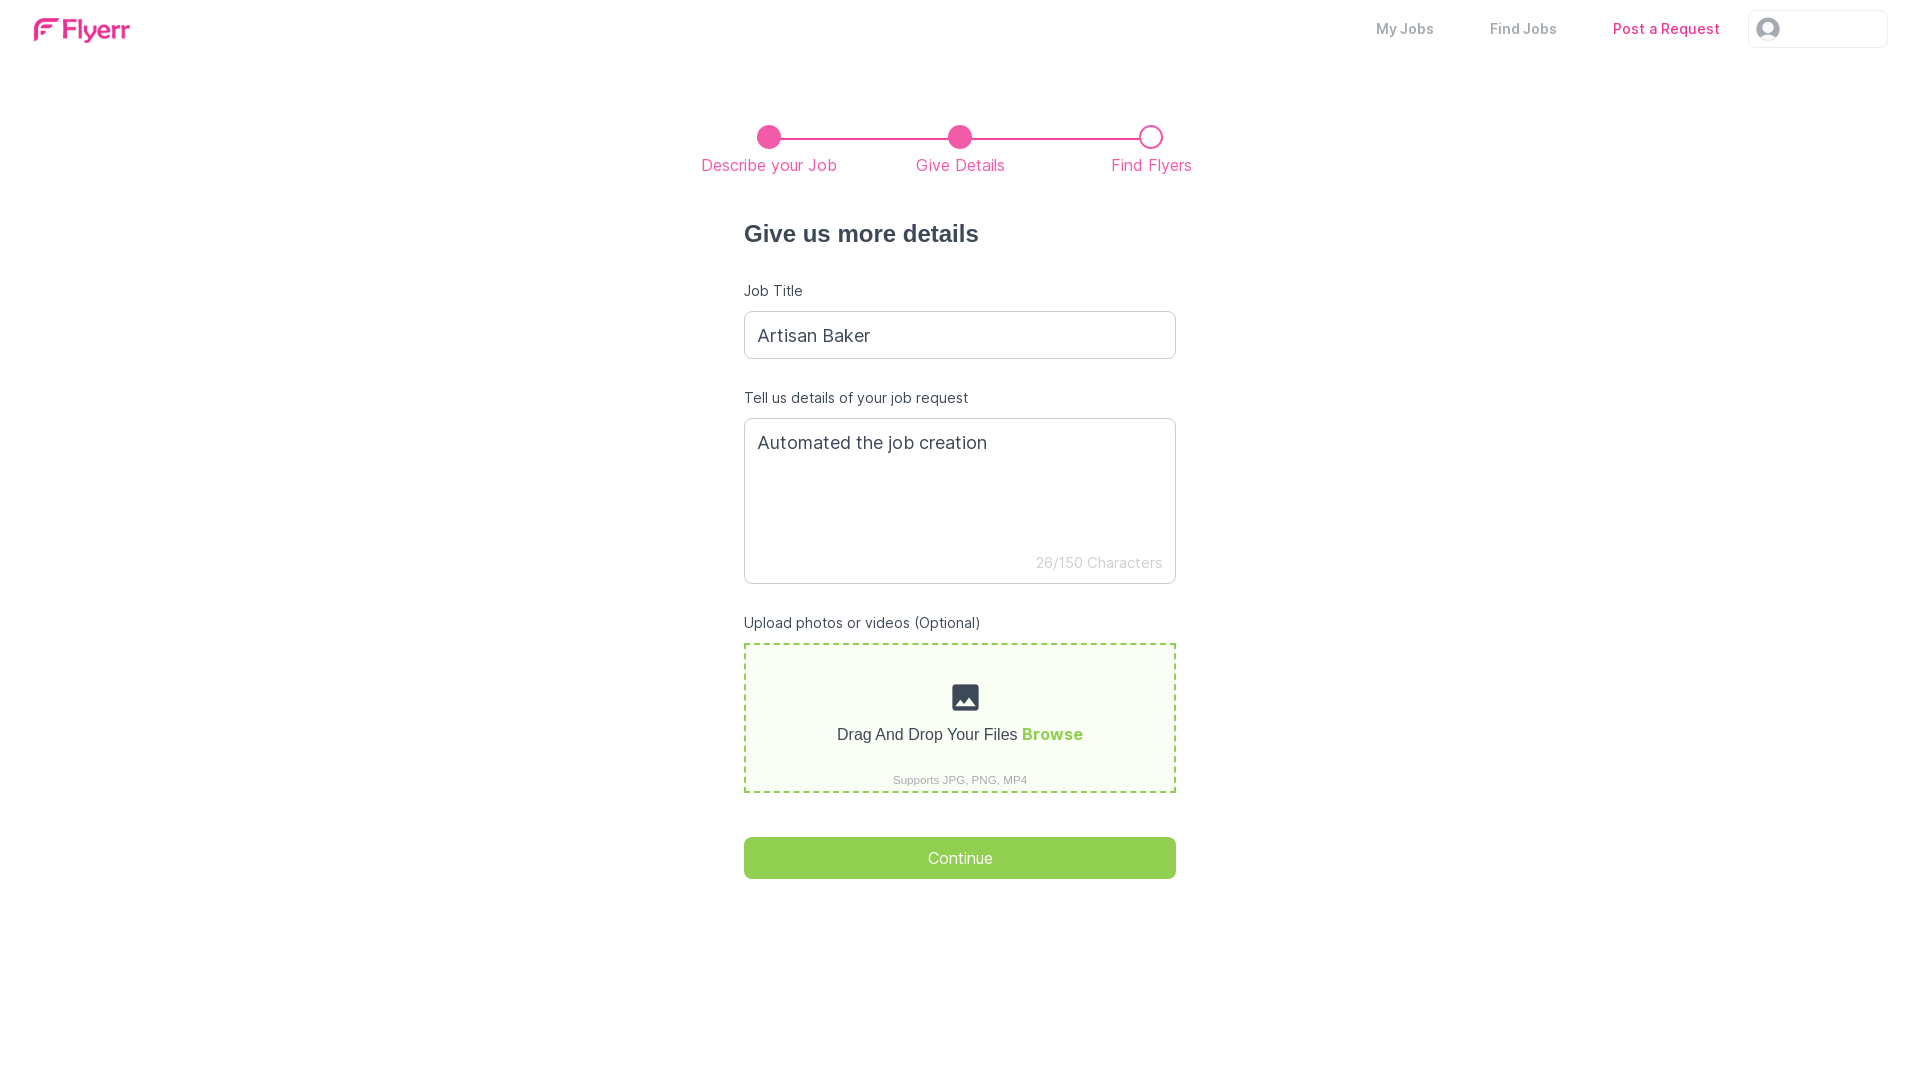 Flyerr
My Jobs
Find Jobs
Post a Request
Describe your Job
Give Details
Find Flyers
Give us more details
Job Title
Artisan Baker
Tell us details of your job request
Automated the job creation
26/150 Characters
Upload photos or videos (Optional)
Drag And Drop Your Files Browse
Supports JPG, PNG, MP4
Continue